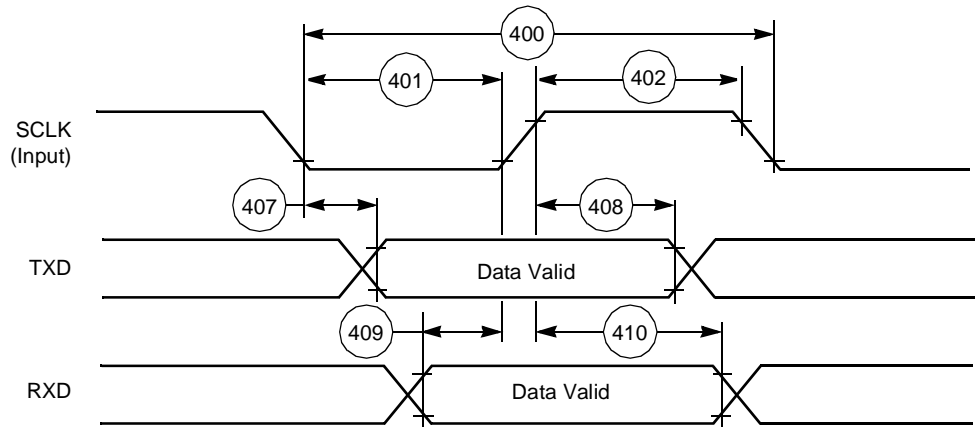 400
401
402
SCLK
(Input)
407
408
TXD
Data Valid
409
410
RXD
Data Valid